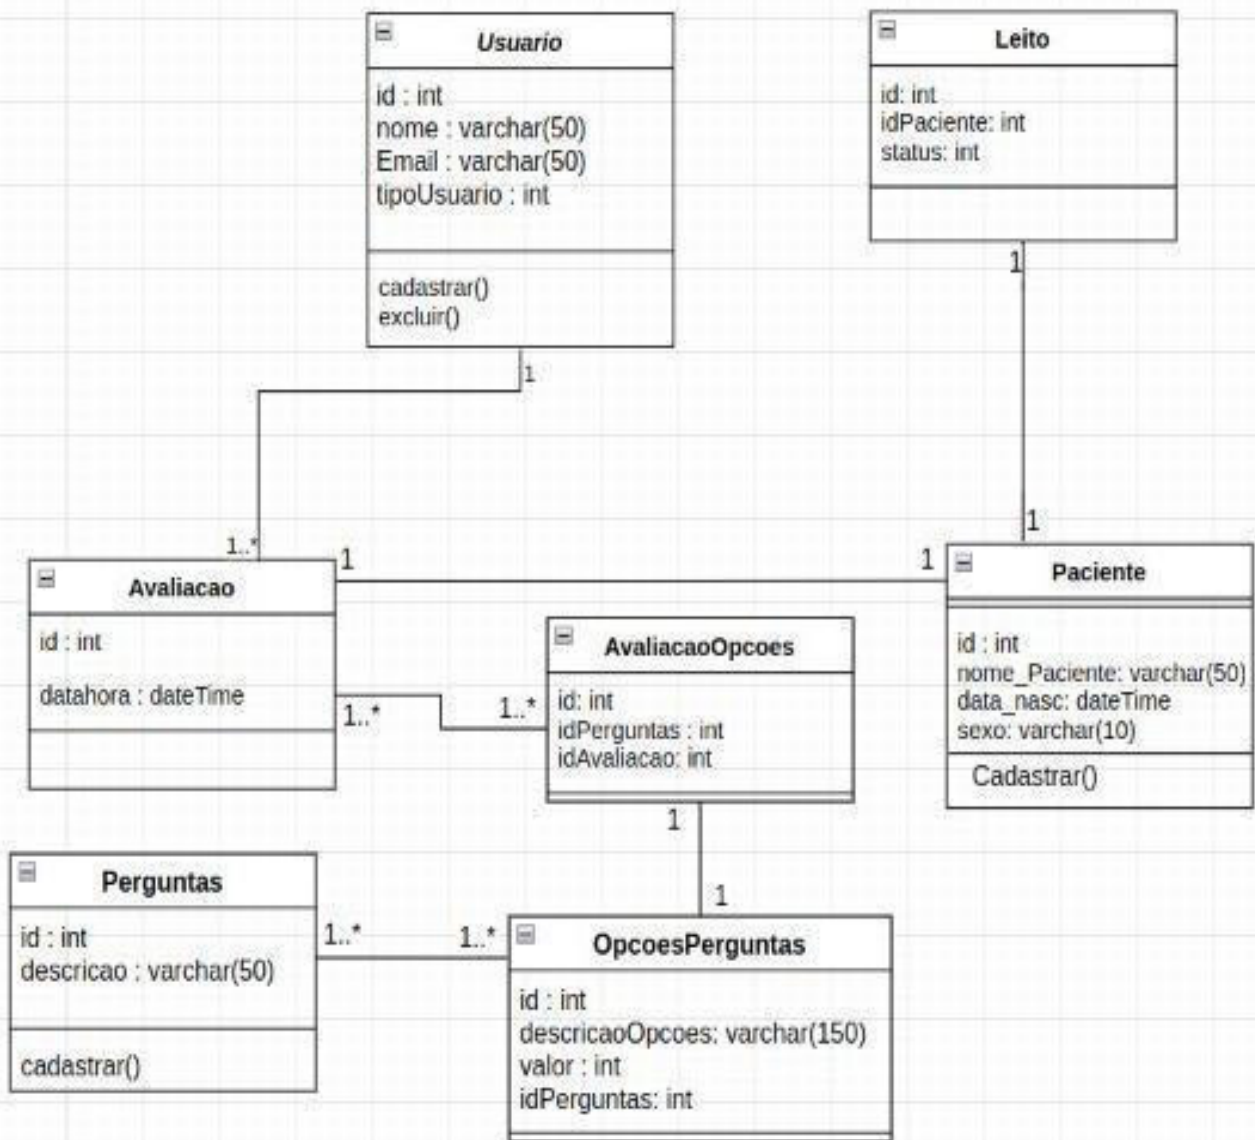 Usuario
id : int
nome : varchar(50)
Email : varchar(50)
tipoUsuario : int
cadastrar()
excluir()
1
Leito
id: int
idPaciente: int
status: int
1
1
1..*
1
1
Avaliacao
id : int
datahora : dateTime
1..*
1..*
AvaliacaoOpcoes
id: int
idPerguntas : int
idAvaliacao: int
1
1
Paciente
id : int
nome_Paciente: varchar(50)
data_nasc: dateTime
sexo: varchar(10)
Cadastrar()
Perguntas
id : int
descricao : varchar(50)
cadastrar()
1..*
1..*
OpcoesPerguntas
id : int
descricaoOpcoes: varchar(150)
valor : int
idPerguntas: int